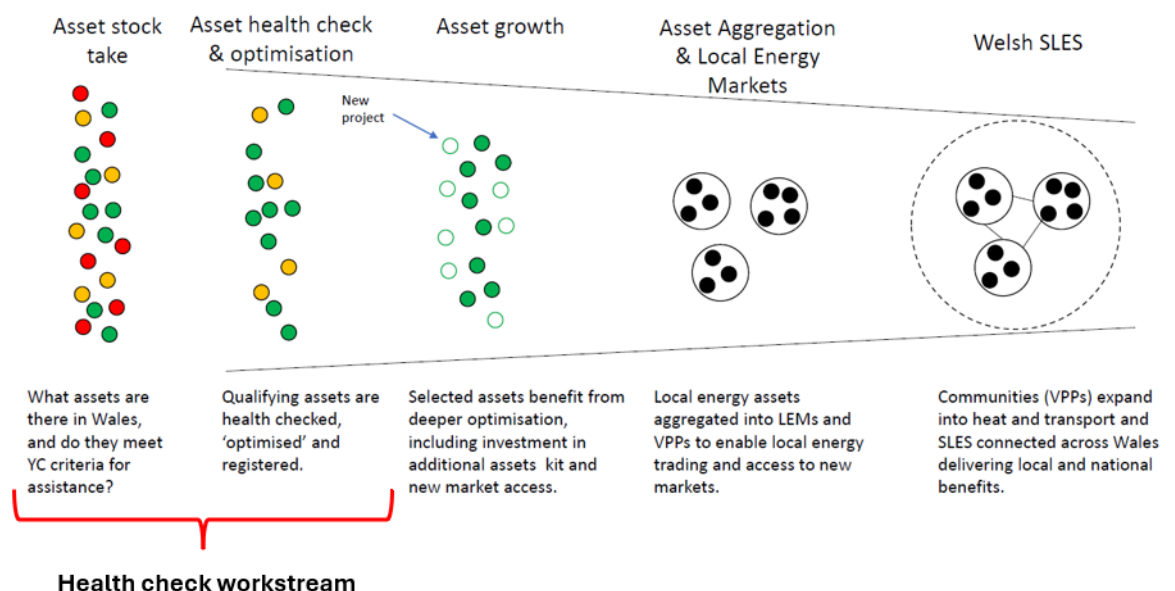 Asset stock
take
Asset health check
& optimisation
Asset growth
Asset Aggregation
& Local Energy
Markets
Welsh SLES
New
project
What assets are
there in Wales,
and do they meet
YC criteria for
assistance?
Qualifying assets are
health checked,
‘optimised’ and
registered.
Selected assets benefit from
deeper optimisation,
including investment in
additional assets kit and
new market access.
Local energy assets
aggregated into LEMs and
VPPs to enable local energy
trading and access to new
markets.
Communities (VPPs) expand
into heat and transport and
SLES connected across Wales
delivering local and national
benefits.
Health check workstream